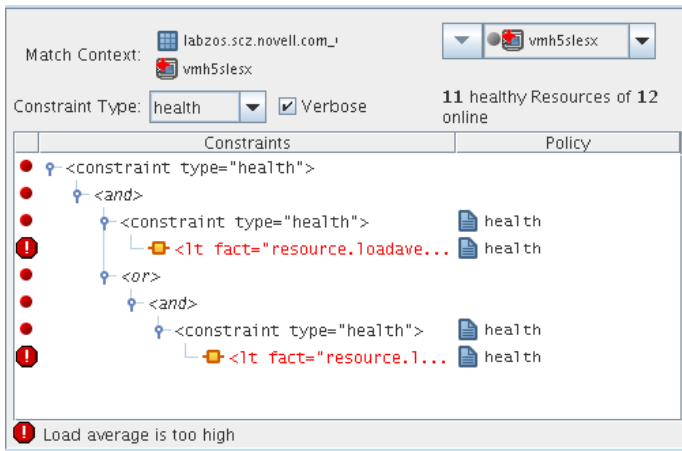 Match Context:
labzos.scz.novell.com_
vmh5slesx
vmh5slesx
Constraint Type: health Verbose
11 healthy Resources of 12 online
Constraints Policy
<constraint type="health">
<and>
<constraint type="health"> health
<lt fact="resource.loadave... health
<or>
<and>
<constraint type="health"> health
<lt fact="resource.l... health
Load average is too high